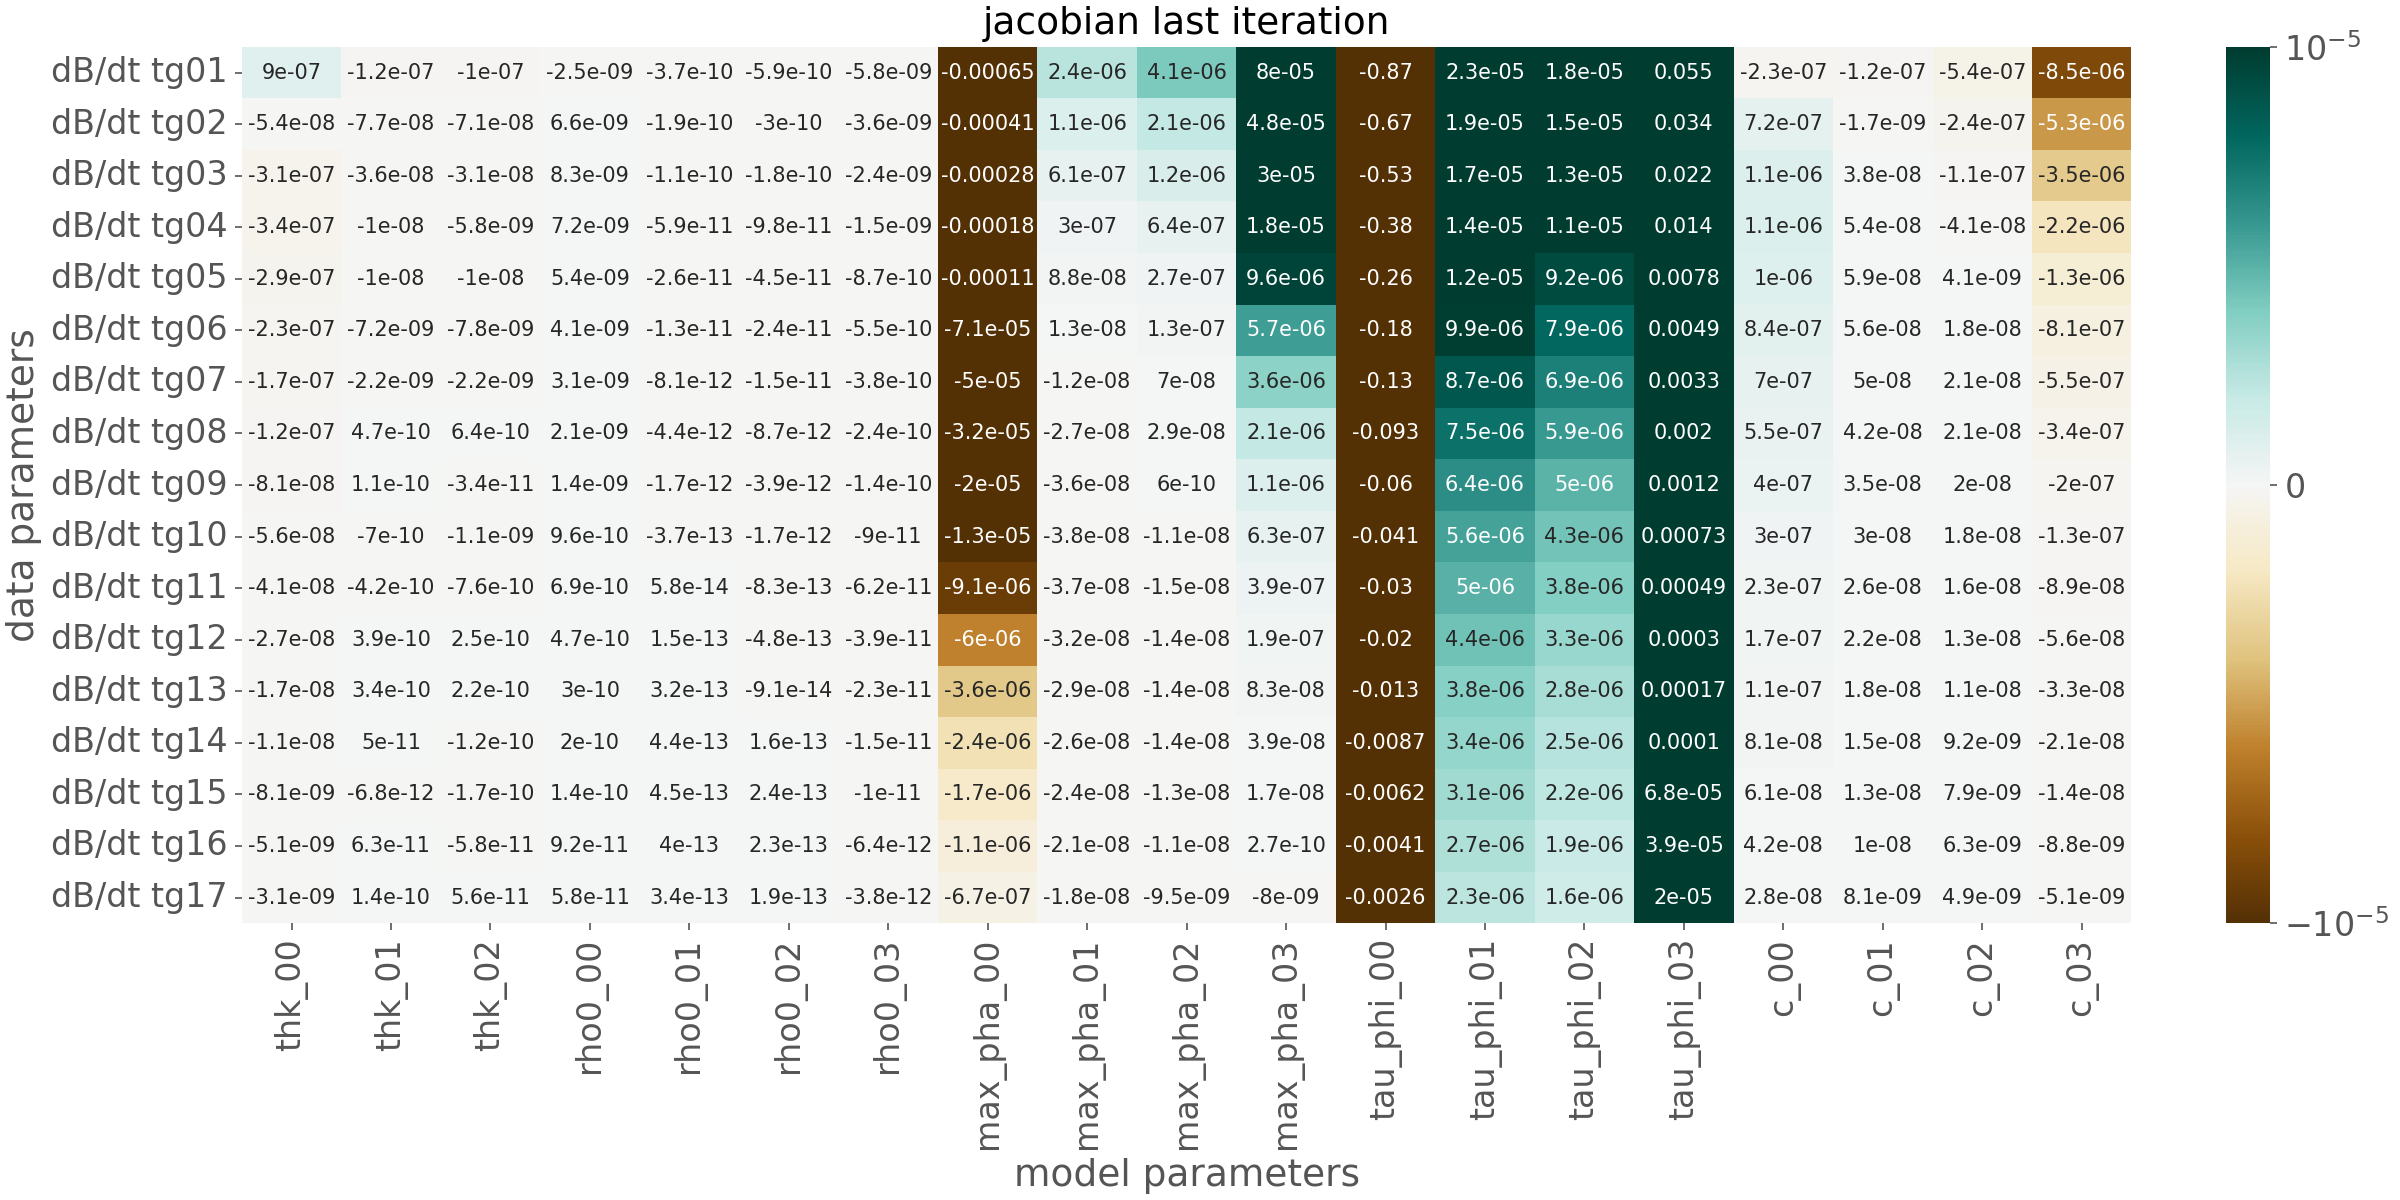 jacobian last iteration
dB/dt tg01 9e-07 -1.2e-07 -1e-07 -2.5e-09 -3.7e-10 -5.9e-10 -5.8e-09 -0.00065 2.4e-06 4.1e-06 8e-05 -0.87 2.3e-05 1.8e-05 0.055 -2.3e-07 -1.2e-07 -5.4e-07 -8.5e-06
dB/dt tg02 -5.4e-08 -7.7e-08 -7.1e-08 6.6e-09 -1.9e-10 -3e-10 -3.6e-09 -0.00041 1.1e-06 2.1e-06 4.8e-05 -0.67 1.9e-05 1.5e-05 0.034 7.2e-07 -1.7e-09 -2.4e-07 -5.3e-06
dB/dt tg03 -3.1e-07 -3.6e-08 -3.1e-08 8.3e-09 -1.1e-10 -1.8e-10 -2.4e-09 -0.00028 6.1e-07 1.2e-06 3e-05 -0.53 1.7e-05 1.3e-05 0.022 1.1e-06 3.8e-08 -1.1e-07 -3.5e-06
dB/dt tg04 -3.4e-07 -1e-08 -5.8e-09 7.2e-09 -5.9e-11 -9.8e-11 -1.5e-09 -0.00018 3e-07 6.4e-07 1.8e-05 -0.38 1.4e-05 1.1e-05 0.014 1.1e-06 5.4e-08 -4.1e-08 -2.2e-06
dB/dt tg05 -2.9e-07 -1e-08 -1e-08 5.4e-09 -2.6e-11 -4.5e-11 -8.7e-10 -0.00011 8.8e-08 2.7e-07 9.6e-06 -0.26 1.2e-05 9.2e-06 0.0078 1e-06 5.9e-08 4.1e-09 -1.3e-06
dB/dt tg06 -2.3e-07 -7.2e-09 -7.8e-09 4.1e-09 -1.3e-11 -2.4e-11 -5.5e-10 -7.1e-05 1.3e-08 1.3e-07 5.7e-06 -0.18 9.9e-06 7.9e-06 0.0049 8.4e-07 5.6e-08 1.8e-08 -8.1e-07
dB/dt tg07 -1.7e-07 -2.2e-09 -2.2e-09 3.1e-09 -8.1e-12 -1.5e-11 -3.8e-10 -5e-05 -1.2e-08 7e-08 3.6e-06 -0.13 8.7e-06 6.9e-06 0.0033 7e-07 5e-08 2.1e-08 -5.5e-07
dB/dt tg08 -1.2e-07 4.7e-10 6.4e-10 2.1e-09 -4.4e-12 -8.7e-12 -2.4e-10 -3.2e-05 -2.7e-08 2.9e-08 2.1e-06 -0.093 7.5e-06 5.9e-06 0.002 5.5e-07 4.2e-08 2.1e-08 -3.4e-07
dB/dt tg09 -8.1e-08 1.1e-10 -3.4e-11 1.4e-09 -1.7e-12 -3.9e-12 -1.4e-10 -2e-05 -3.6e-08 6e-10 1.1e-06 -0.06 6.4e-06 5e-06 0.0012 4e-07 3.5e-08 2e-08 -2e-07
dB/dt tg10 -5.6e-08 -7e-10 -1.1e-09 9.6e-10 -3.7e-13 -1.7e-12 -9e-11 -1.3e-05 -3.8e-08 -1.1e-08 6.3e-07 -0.041 5.6e-06 4.3e-06 0.00073 3e-07 3e-08 1.8e-08 -1.3e-07
dB/dt tg11 -4.1e-08 -4.2e-10 -7.6e-10 6.9e-10 5.8e-14 -8.3e-13 -6.2e-11 -9.1e-06 -3.7e-08 -1.5e-08 3.9e-07 -0.03 5e-06 3.8e-06 0.00049 2.3e-07 2.6e-08 1.6e-08 -8.9e-08
dB/dt tg12 -2.7e-08 3.9e-10 2.5e-10 4.7e-10 1.5e-13 -4.8e-13 -3.9e-11 -6e-06 -3.2e-08 -1.4e-08 1.9e-07 -0.02 4.4e-06 3.3e-06 0.0003 1.7e-07 2.2e-08 1.3e-08 -5.6e-08
dB/dt tg13 -1.7e-08 3.4e-10 2.2e-10 3e-10 3.2e-13 -9.1e-14 -2.3e-11 -3.6e-06 -2.9e-08 -1.4e-08 8.3e-08 -0.013 3.8e-06 2.8e-06 0.00017 1.1e-07 1.8e-08 1.1e-08 -3.3e-08
dB/dt tg14 -1.1e-08 5e-11 -1.2e-10 2e-10 4.4e-13 1.6e-13 -1.5e-11 -2.4e-06 -2.6e-08 -1.4e-08 3.9e-08 -0.0087 3.4e-06 2.5e-06 0.0001 8.1e-08 1.5e-08 9.2e-09 -2.1e-08
dB/dt tg15 -8.1e-09 -6.8e-12 -1.7e-10 1.4e-10 4.5e-13 2.4e-13 -1e-11 -1.7e-06 -2.4e-08 -1.3e-08 1.7e-08 -0.0062 3.1e-06 2.2e-06 6.8e-05 6.1e-08 1.3e-08 7.9e-09 -1.4e-08
dB/dt tg16 -5.1e-09 6.3e-11 -5.8e-11 9.2e-11 4e-13 2.3e-13 -6.4e-12 -1.1e-06 -2.1e-08 -1.1e-08 2.7e-10 -0.0041 2.7e-06 1.9e-06 3.9e-05 4.2e-08 1e-08 6.3e-09 -8.8e-09
dB/dt tg17 -3.1e-09 1.4e-10 5.6e-11 5.8e-11 3.4e-13 1.9e-13 -3.8e-12 -6.7e-07 -1.8e-08 -9.5e-09 -8e-09 -0.0026 2.3e-06 1.6e-06 2e-05 2.8e-08 8.1e-09 4.9e-09 -5.1e-09
thk_00 thk_01 thk_02 rho0_00 rho0_01 rho0_02 rho0_03 max_pha_00 max_pha_01 max_pha_02 max_pha_03 tau_phi_00 tau_phi_01 tau_phi_02 tau_phi_03 c_00 c_01 c_02 c_03
model parameters
data parameters
10⁻⁵
0
−10⁻⁵